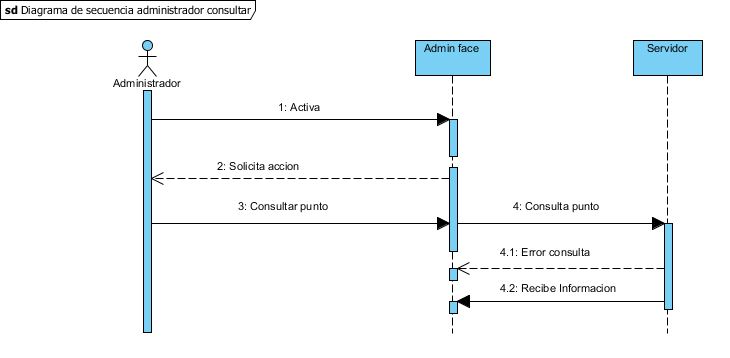 sd Diagrama de secuencia administrador consultar
Admin face
Servidor
Administrador
1: Activa
2: Solicita accion
3: Consultar punto
4: Consulta punto
4.1: Error consulta
4.2: Recibe Informacion